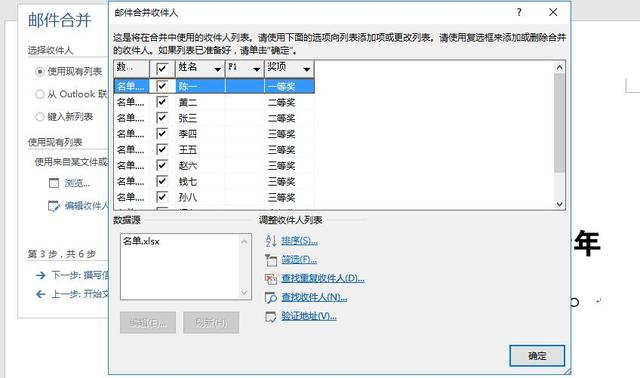 邮件合并
选择收件人
使用现有列表
从 Outlook 联
键入新列表
使用现有列表
使用来自某文件或
浏览...
编辑收件人
第 3 步，共 6 步
下一步: 撰写信
上一步: 开始文
邮件合并收件人
这是将在合并中使用的收件人列表。请使用下面的选项向列表添加项或更改列表。请使用复选框来添加或删除合并
的收件人。如果列表已准备好，请单击“确定”。
数... 姓名 F1 奖项
名单.... 陈一 一等奖
名单.... 黄二 二等奖
名单.... 张三 二等奖
名单.... 李四 三等奖
名单.... 王五 三等奖
名单.... 赵六 三等奖
名单.... 钱七 三等奖
名单.... 孙八 三等奖
数据源
名单.xlsx
编辑(E)...
刷新(H)
调整收件人列表
排序(S)...
筛选(F)...
查找重复收件人(D)...
查找收件人(N)...
验证地址(V)...
确定
年